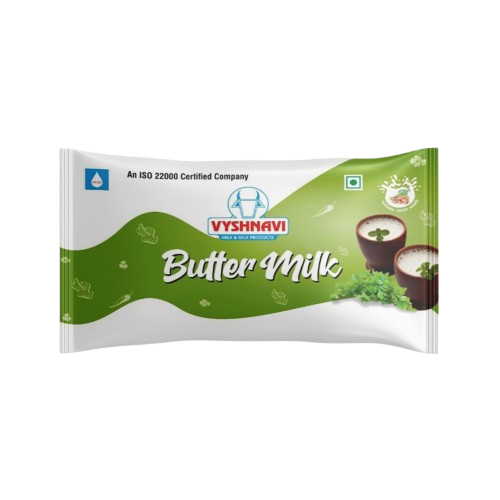 An ISO 22000 Certified Company
VYSHNAVI
MILK & MILK PRODUCTS
Butter Milk